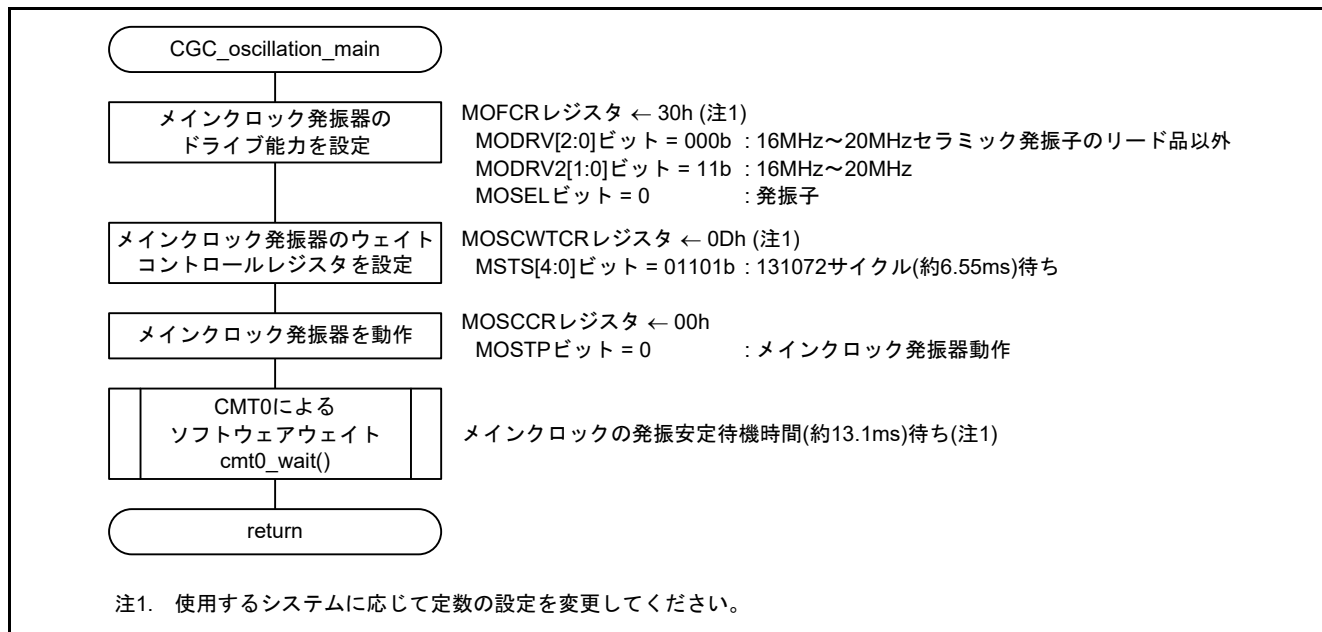 CGC_oscillation_main
メインクロック発振器の
ドライブ能力を設定
MOFCRレジスタ ← 30h (注1)
MODRV[2:0]ビット = 000b : 16MHz～20MHzセラミック発振子のリード品以外
MODRV2[1:0]ビット = 11b : 16MHz～20MHz
MOSELビット = 0 : 発振子
メインクロック発振器のウェイト
コントロールレジスタを設定
MOSCWTCRレジスタ ← 0Dh (注1)
MSTS[4:0]ビット = 01101b : 131072サイクル(約6.55ms)待ち
メインクロック発振器を動作
MOSCCRレジスタ ← 00h
MOSTPビット = 0 : メインクロック発振器動作
CMT0による
ソフトウェアウェイト
cmt0_wait()
メインクロックの発振安定待機時間(約13.1ms)待ち(注1)
return
注1. 使用するシステムに応じて定数の設定を変更してください。